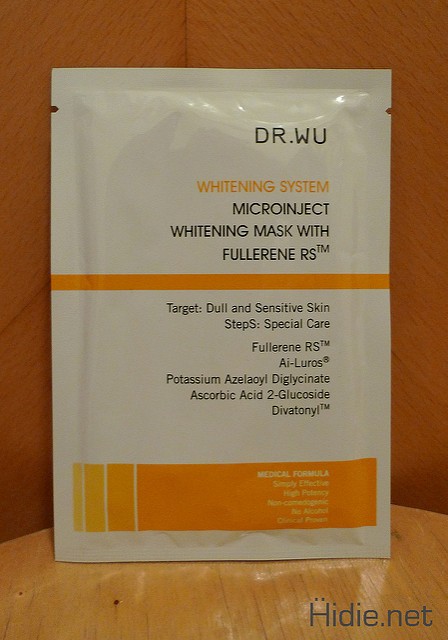 DR.WU
WHITENING SYSTEM
MICROINJECT
WHITENING MASK WITH
FULLERENE RS™
Target: Dull and Sensitive Skin
StepS: Special Care
Fullerene RS™
Ai-Luros®
Potassium Azelaoyl Diglycinate
Ascorbic Acid 2-Glucoside
Divatonyl™
MEDICAL FORMULA
Simply Effective
High Potency
Non-comedogenic
No Alcohol
Clinical Proven
Hidie.net